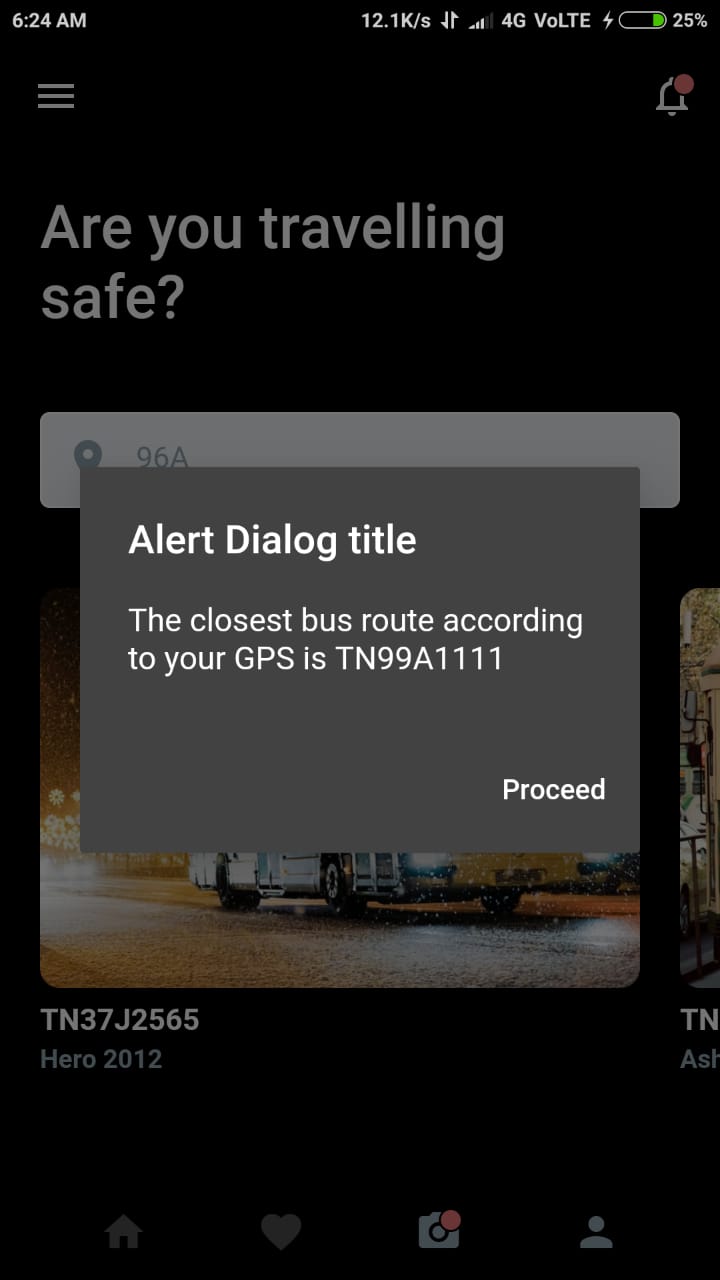 6:24 AM 12.1K/s 4G VoLTE 25%
Are you travelling
safe?
96A
Alert Dialog title
The closest bus route according
to your GPS is TN99A1111
Proceed
TN37J2565 TN
Hero 2012 Ash